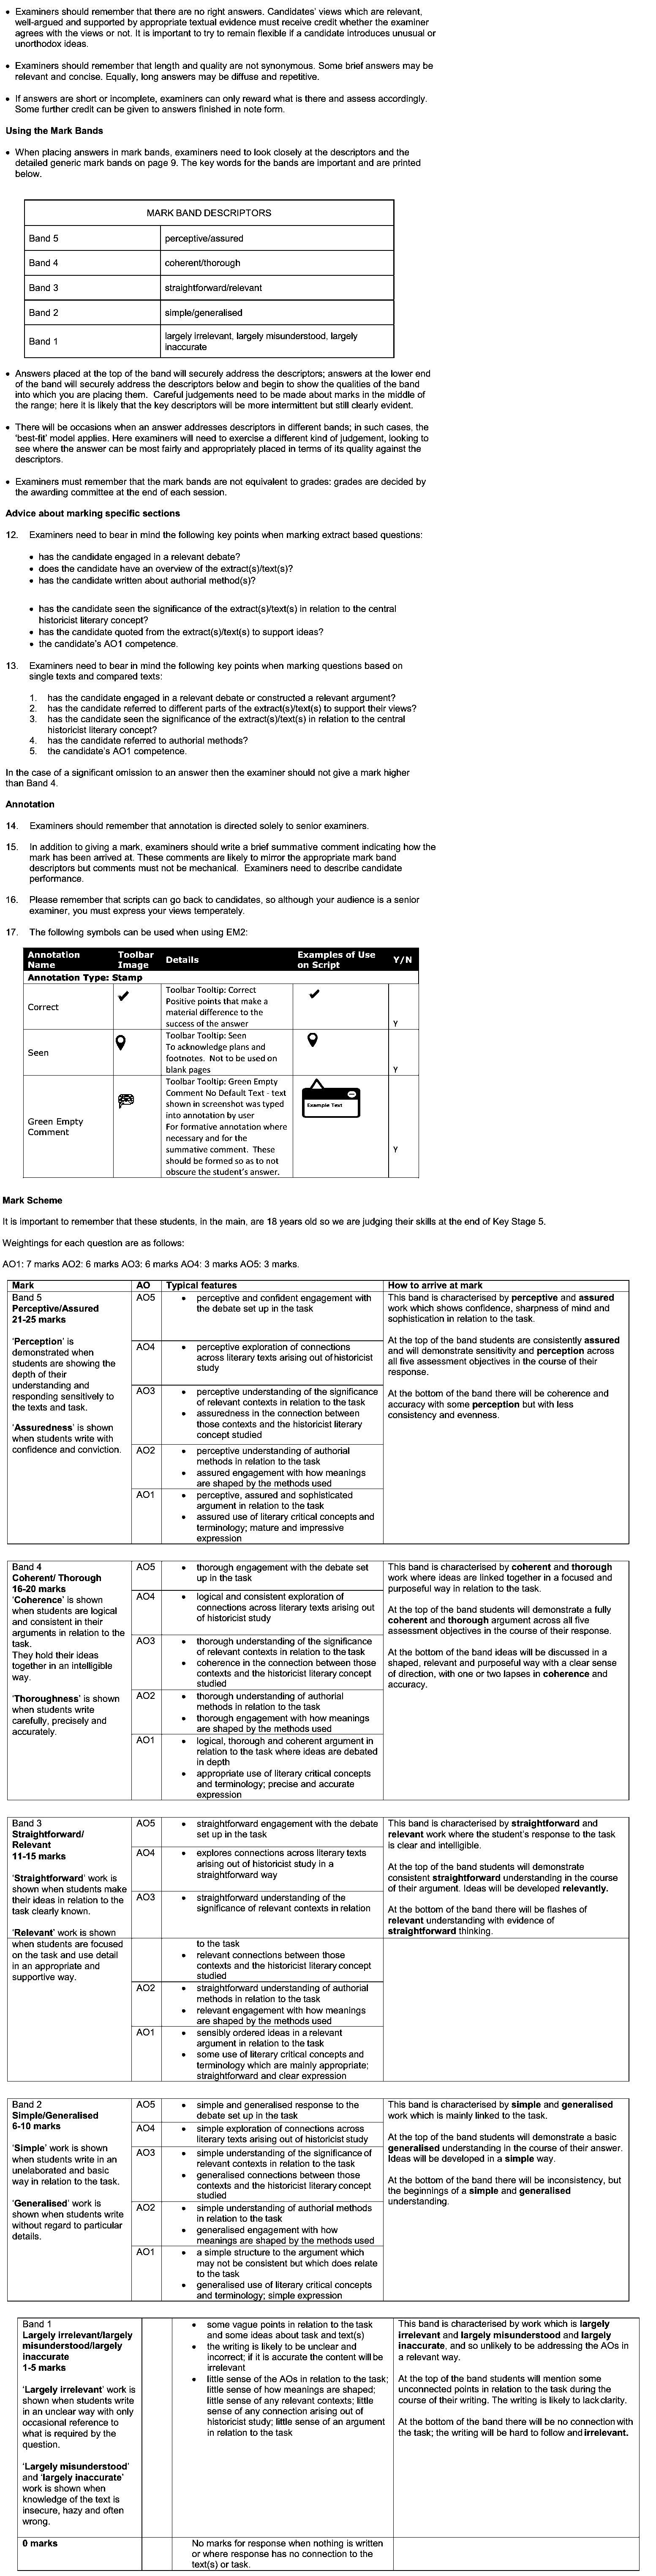 • Examiners should remember that there are no right answers. Candidates' views which are relevant,
well-argued and supported by appropriate textual evidence must receive credit whether the examiner
agrees with the views or not. It is important to try to remain flexible if a candidate introduces unusual or
unorthodox ideas.
• Examiners should remember that length and quality are not synonymous. Some brief answers may be
relevant and concise. Equally, long answers may be diffuse and repetitive.
• If answers are short or incomplete, examiners can only reward what is there and assess accordingly.
Some further credit can be given to answers finished in note form.
Using the Mark Bands
• When placing answers in mark bands, examiners need to look closely at the descriptors and the
detailed generic mark bands on page 9. The key words for the bands are important and are printed
below.
MARK BAND DESCRIPTORS
Band 5 perceptive/assured
Band 4 coherent/thorough
Band 3 straightforward/relevant
Band 2 simple/generalised
Band 1 largely irrelevant, largely misunderstood, largely
inaccurate
• Answers placed at the top of the band will securely address the descriptors; answers at the lower end
of the band will securely address the descriptors below and begin to show the qualities of the band
into which you are placing them. Careful judgements need to be made about marks in the middle of
the range; here it is likely that the key descriptors will be more intermittent but still clearly evident.
• There will be occasions when an answer addresses descriptors in different bands; in such cases, the
'best-fit' model applies. Here examiners will need to exercise a different kind of judgement, looking to
see where the answer can be most fairly and appropriately placed in terms of its quality against the
descriptors.
• Examiners must remember that the mark bands are not equivalent to grades: grades are decided by
the awarding committee at the end of each session.
Advice about marking specific sections
12. Examiners need to bear in mind the following key points when marking extract based questions:
• has the candidate engaged in a relevant debate?
• does the candidate have an overview of the extract(s)/text(s)?
• has the candidate written about authorial method(s)?
• has the candidate seen the significance of the extract(s)/text(s) in relation to the central
historicist literary concept?
• has the candidate quoted from the extract(s)/text(s) to support ideas?
• the candidate's AO1 competence.
13. Examiners need to bear in mind the following key points when marking questions based on
single texts and compared texts:
1. has the candidate engaged in a relevant debate or constructed a relevant argument?
2. has the candidate referred to different parts of the extract(s)/text(s) to support their views?
3. has the candidate seen the significance of the extract(s)/text(s) in relation to the central
historicist literary concept?
4. has the candidate referred to authorial methods?
5. the candidate's AO1 competence.
In the case of a significant omission to an answer then the examiner should not give a mark higher
than Band 4.
Annotation
14. Examiners should remember that annotation is directed solely to senior examiners.
15. In addition to giving a mark, examiners should write a brief summative comment indicating how the
mark has been arrived at. These comments are likely to mirror the appropriate mark band
descriptors but comments must not be mechanical. Examiners need to describe candidate
performance.
16. Please remember that scripts can go back to candidates, so although your audience is a senior
examiner, you must express your views temperately.
17. The following symbols can be used when using EM2:
Annotation Name Toolbar Image Details Examples of Use on Script Y/N
Annotation Type: Stamp
Correct
Toolbar Tooltip: Correct
Positive points that make a
material difference to the
success of the answer
Y
Seen
Toolbar Tooltip: Seen
To acknowledge plans and
footnotes. Not to be used on
blank pages
Y
Green Empty
Comment
Toolbar Tooltip: Green Empty
Comment No Default Text - text
shown in screenshot was typed
into annotation by user
For formative annotation where
necessary and for the
summative comment. These
should be formed so as to not
obscure the student's answer.
Example Text
Y
Mark Scheme
It is important to remember that these students, in the main, are 18 years old so we are judging their skills at the end of Key Stage 5.
Weightings for each question are as follows:
AO1: 7 marks AO2: 6 marks AO3: 6 marks AO4: 3 marks AO5: 3 marks.
Mark AO Typical features How to arrive at mark
Band 5
Perceptive/Assured
21-25 marks
'Perception' is
demonstrated when
students are showing the
depth of their
understanding and
responding sensitively to
the texts and task.
'Assuredness' is shown
when students write with
confidence and conviction.
AO5
• perceptive and confident engagement with
the debate set up in the task
AO4
• perceptive exploration of connections
across literary texts arising out of historicist
study
AO3
• perceptive understanding of the significance
of relevant contexts in relation to the task
• assuredness in the connection between
those contexts and the historicist literary
concept studied
AO2
• perceptive understanding of authorial
methods in relation to the task
• assured engagement with how meanings
are shaped by the methods used
AO1
• perceptive, assured and sophisticated
argument in relation to the task
• assured use of literary critical concepts and
terminology; mature and impressive
expression
This band is characterised by perceptive and assured
work which shows confidence, sharpness of mind and
sophistication in relation to the task.
At the top of the band students are consistently assured
and will demonstrate sensitivity and perception across
all five assessment objectives in the course of their
response.
At the bottom of the band there will be coherence and
accuracy with some perception but with less
consistency and evenness.
Band 4
Coherent/ Thorough
16-20 marks
'Coherence' is shown
when students are logical
and consistent in their
arguments in relation to the
task.
They hold their ideas
together in an intelligible
way.
'Thoroughness' is shown
when students write
carefully, precisely and
accurately.
AO5
• thorough engagement with the debate set
up in the task
AO4
• logical and consistent exploration of
connections across literary texts arising out
of historicist study
AO3
• thorough understanding of the significance
of relevant contexts in relation to the task
• coherence in the connection between those
contexts and the historicist literary concept
studied
AO2
• thorough understanding of authorial
methods in relation to the task
• thorough engagement with how meanings
are shaped by the methods used
AO1
• logical, thorough and coherent argument in
relation to the task where ideas are debated
in depth
• appropriate use of literary critical concepts
and terminology; precise and accurate
expression
This band is characterised by coherent and thorough
work where ideas are linked together in a focused and
purposeful way in relation to the task.
At the top of the band students will demonstrate a fully
coherent and thorough argument across all five
assessment objectives in the course of their response.
At the bottom of the band ideas will be discussed in a
shaped, relevant and purposeful way with a clear sense
of direction, with one or two lapses in coherence and
accuracy.
Band 3
Straightforward/
Relevant
11-15 marks
'Straightforward' work is
shown when students make
their ideas in relation to the
task clearly known.
'Relevant' work is shown
when students are focused
on the task and use detail
in an appropriate and
supportive way.
AO5
• straightforward engagement with the debate
set up in the task
AO4
• explores connections across literary texts
arising out of historicist study in a
straightforward way
AO3
• straightforward understanding of the
significance of relevant contexts in relation
to the task
• relevant connections between those
contexts and the historicist literary concept
studied
AO2
• straightforward understanding of authorial
methods in relation to the task
• relevant engagement with how meanings
are shaped by the methods used
AO1
• sensibly ordered ideas in a relevant
argument in relation to the task
• some use of literary critical concepts and
terminology which are mainly appropriate;
straightforward and clear expression
This band is characterised by straightforward and
relevant work where the student's response to the task
is clear and intelligible.
At the top of the band students will demonstrate
consistent straightforward understanding in the course
of their argument. Ideas will be developed relevantly.
At the bottom of the band there will be flashes of
relevant understanding with evidence of
straightforward thinking.
Band 2
Simple/Generalised
6-10 marks
'Simple' work is shown
when students write in an
unelaborated and basic
way in relation to the task.
'Generalised' work is
shown when students write
without regard to particular
details.
AO5
• simple and generalised response to the
debate set up in the task
AO4
• simple exploration of connections across
literary texts arising out of historicist study
AO3
• simple understanding of the significance of
relevant contexts in relation to the task
• generalised connections between those
contexts and the historicist literary concept
studied
AO2
• simple understanding of authorial methods
in relation to the task
• generalised engagement with how
meanings are shaped by the methods used
AO1
• a simple structure to the argument which
may not be consistent but which does relate
to the task
• generalised use of literary critical concepts
and terminology; simple expression
This band is characterised by simple and generalised
work which is mainly linked to the task.
At the top of the band students will demonstrate a basic
generalised understanding in the course of their answer.
Ideas will be developed in a simple way.
At the bottom of the band there will be inconsistency, but
the beginnings of a simple and generalised
understanding.
Band 1
Largely irrelevant/largely
misunderstood/largely
inaccurate
1-5 marks
'Largely irrelevant' work is
shown when students write
in an unclear way with only
occasional reference to
what is required by the
question.
'Largely misunderstood'
and 'largely inaccurate'
work is shown when
knowledge of the text is
insecure, hazy and often
wrong.
• some vague points in relation to the task
and some ideas about task and text(s)
• the writing is likely to be unclear and
incorrect; if it is accurate the content will be
irrelevant
• little sense of the AOs in relation to the task;
little sense of how meanings are shaped;
little sense of any relevant contexts; little
sense of any connection arising out of
historicist study; little sense of an argument
in relation to the task
This band is characterised by work which is largely
irrelevant and largely misunderstood and largely
inaccurate, and so unlikely to be addressing the AOs in
a relevant way.
At the top of the band students will mention some
unconnected points in relation to the task during the
course of their writing. The writing is likely to lack clarity.
At the bottom of the band there will be no connection with
the task; the writing will be hard to follow and irrelevant.
0 marks
No marks for response when nothing is written
or where response has no connection to the
text(s) or task.